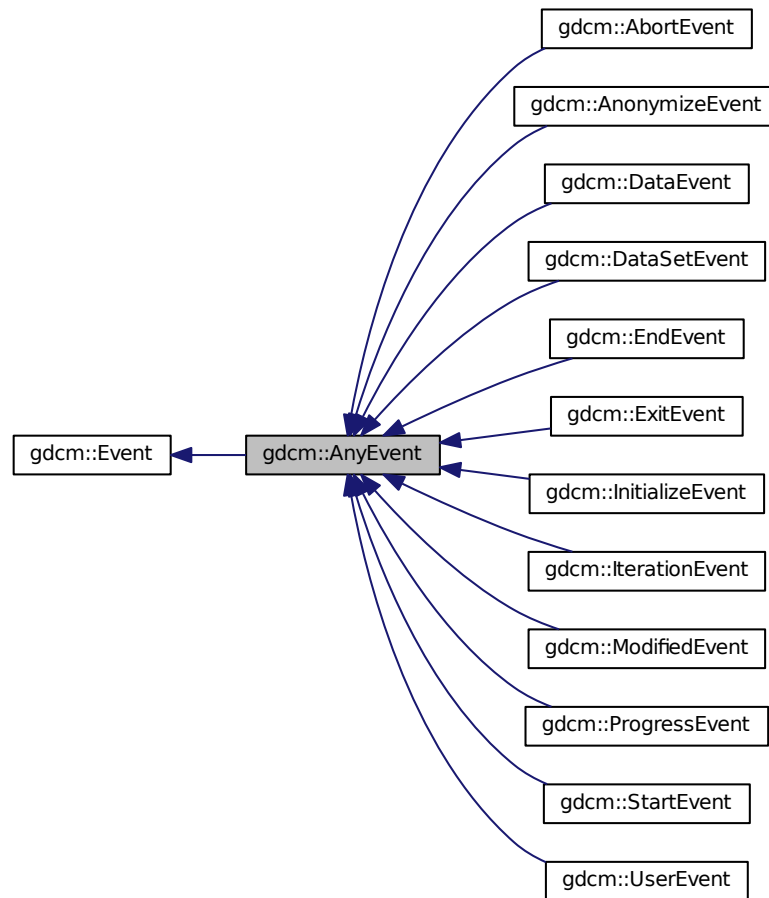 gdcm::AbortEvent
gdcm::AnonymizeEvent
gdcm::DataEvent
gdcm::DataSetEvent
gdcm::EndEvent
gdcm::ExitEvent
gdcm::Event
gdcm::AnyEvent
gdcm::InitializeEvent
gdcm::IterationEvent
gdcm::ModifiedEvent
gdcm::ProgressEvent
gdcm::StartEvent
gdcm::UserEvent